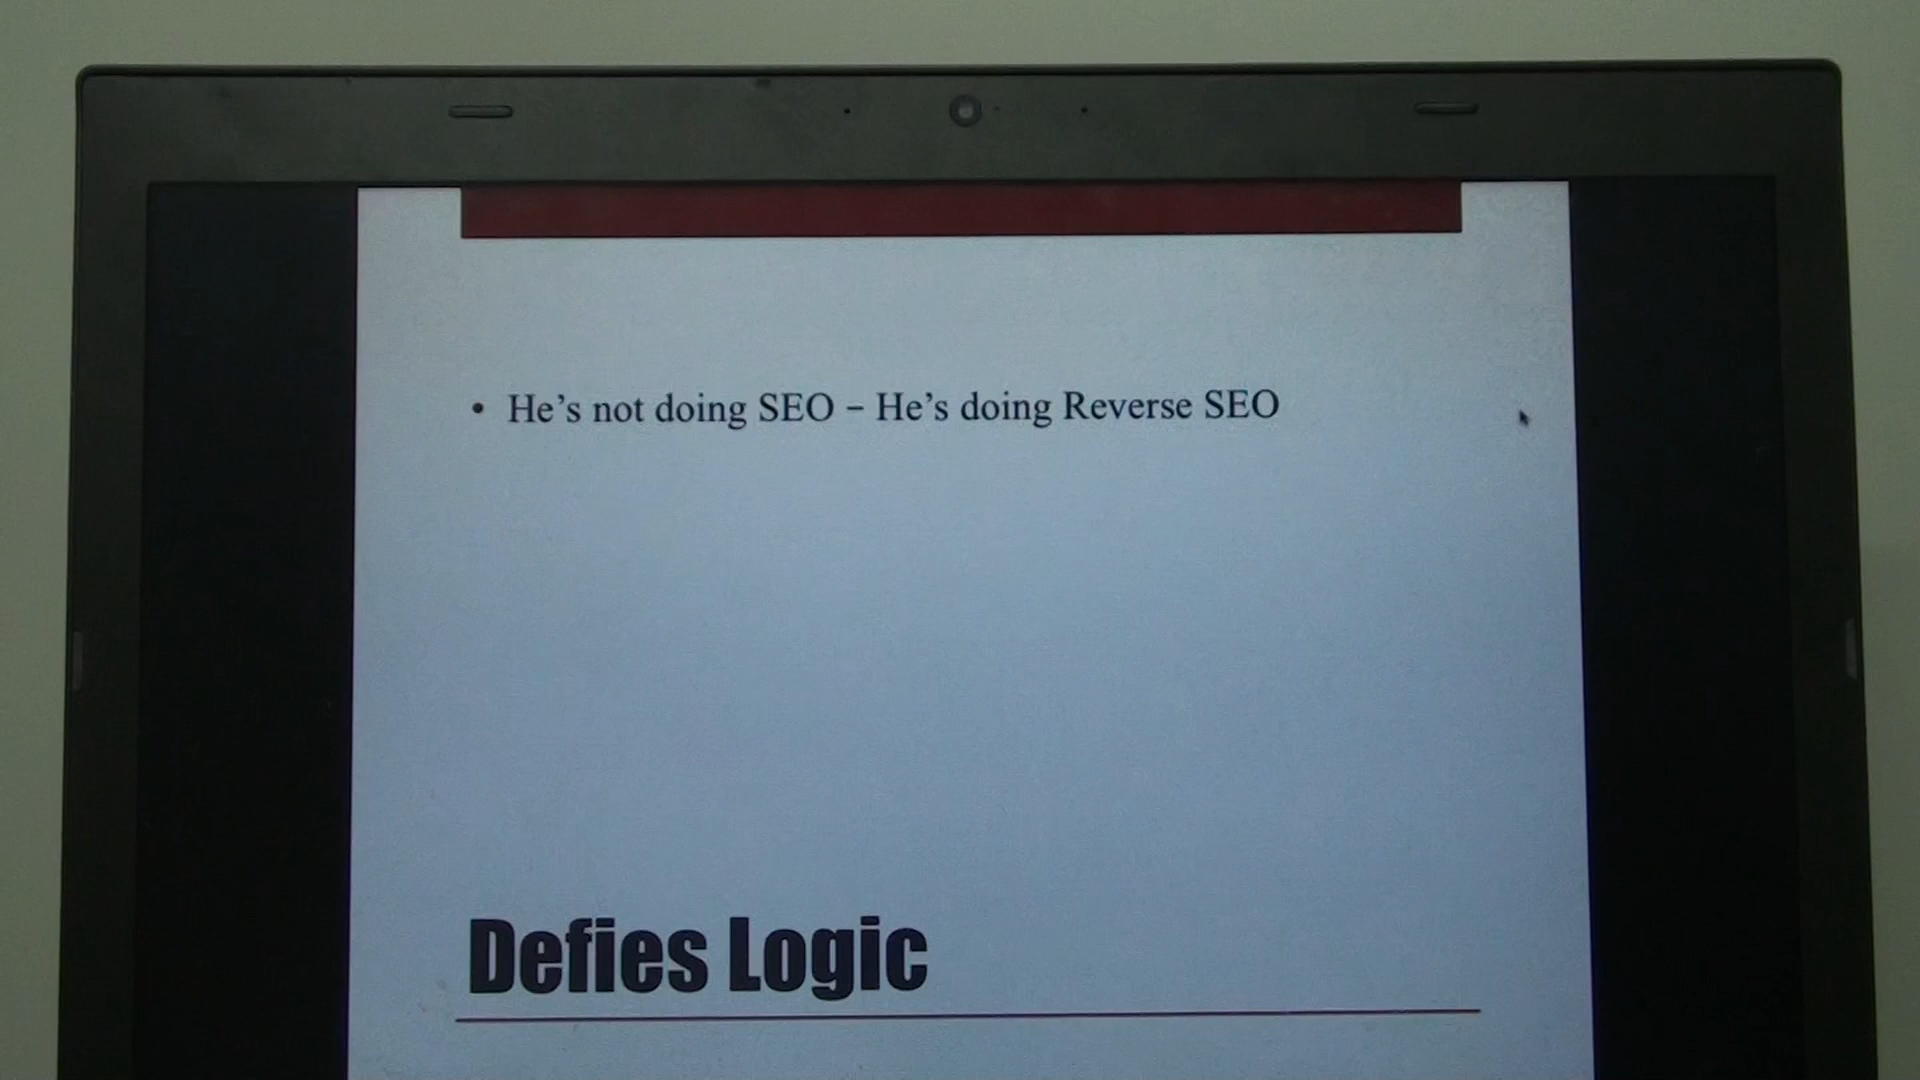 • He's not doing SEO – He's doing Reverse SEO
Defies Logic